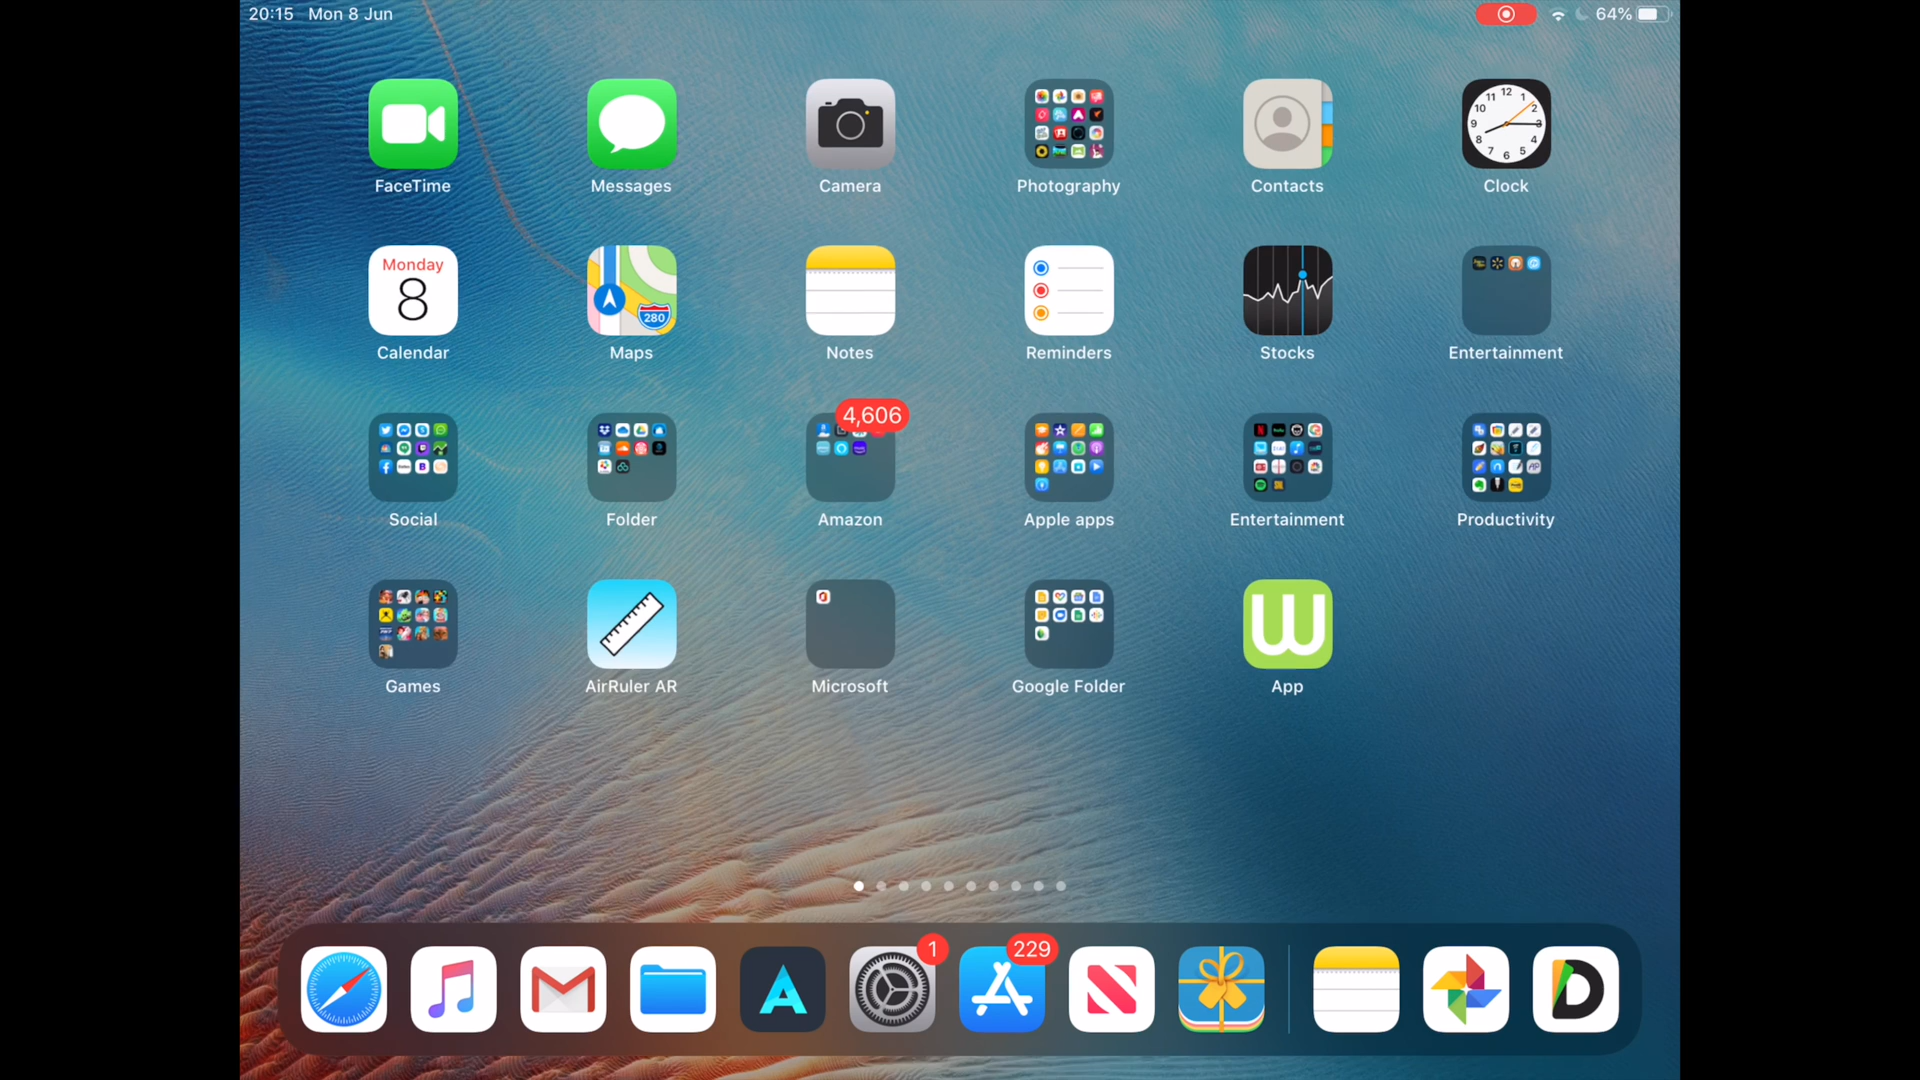 20:15 Mon 8 Jun
64%
FaceTime Messages Camera Photography Contacts Clock
Monday
8
280
Calendar Maps Notes Reminders Stocks Entertainment
4,606
Social Folder Amazon Apple apps Entertainment Productivity
W
Games AirRuler AR Microsoft Google Folder App
1 229